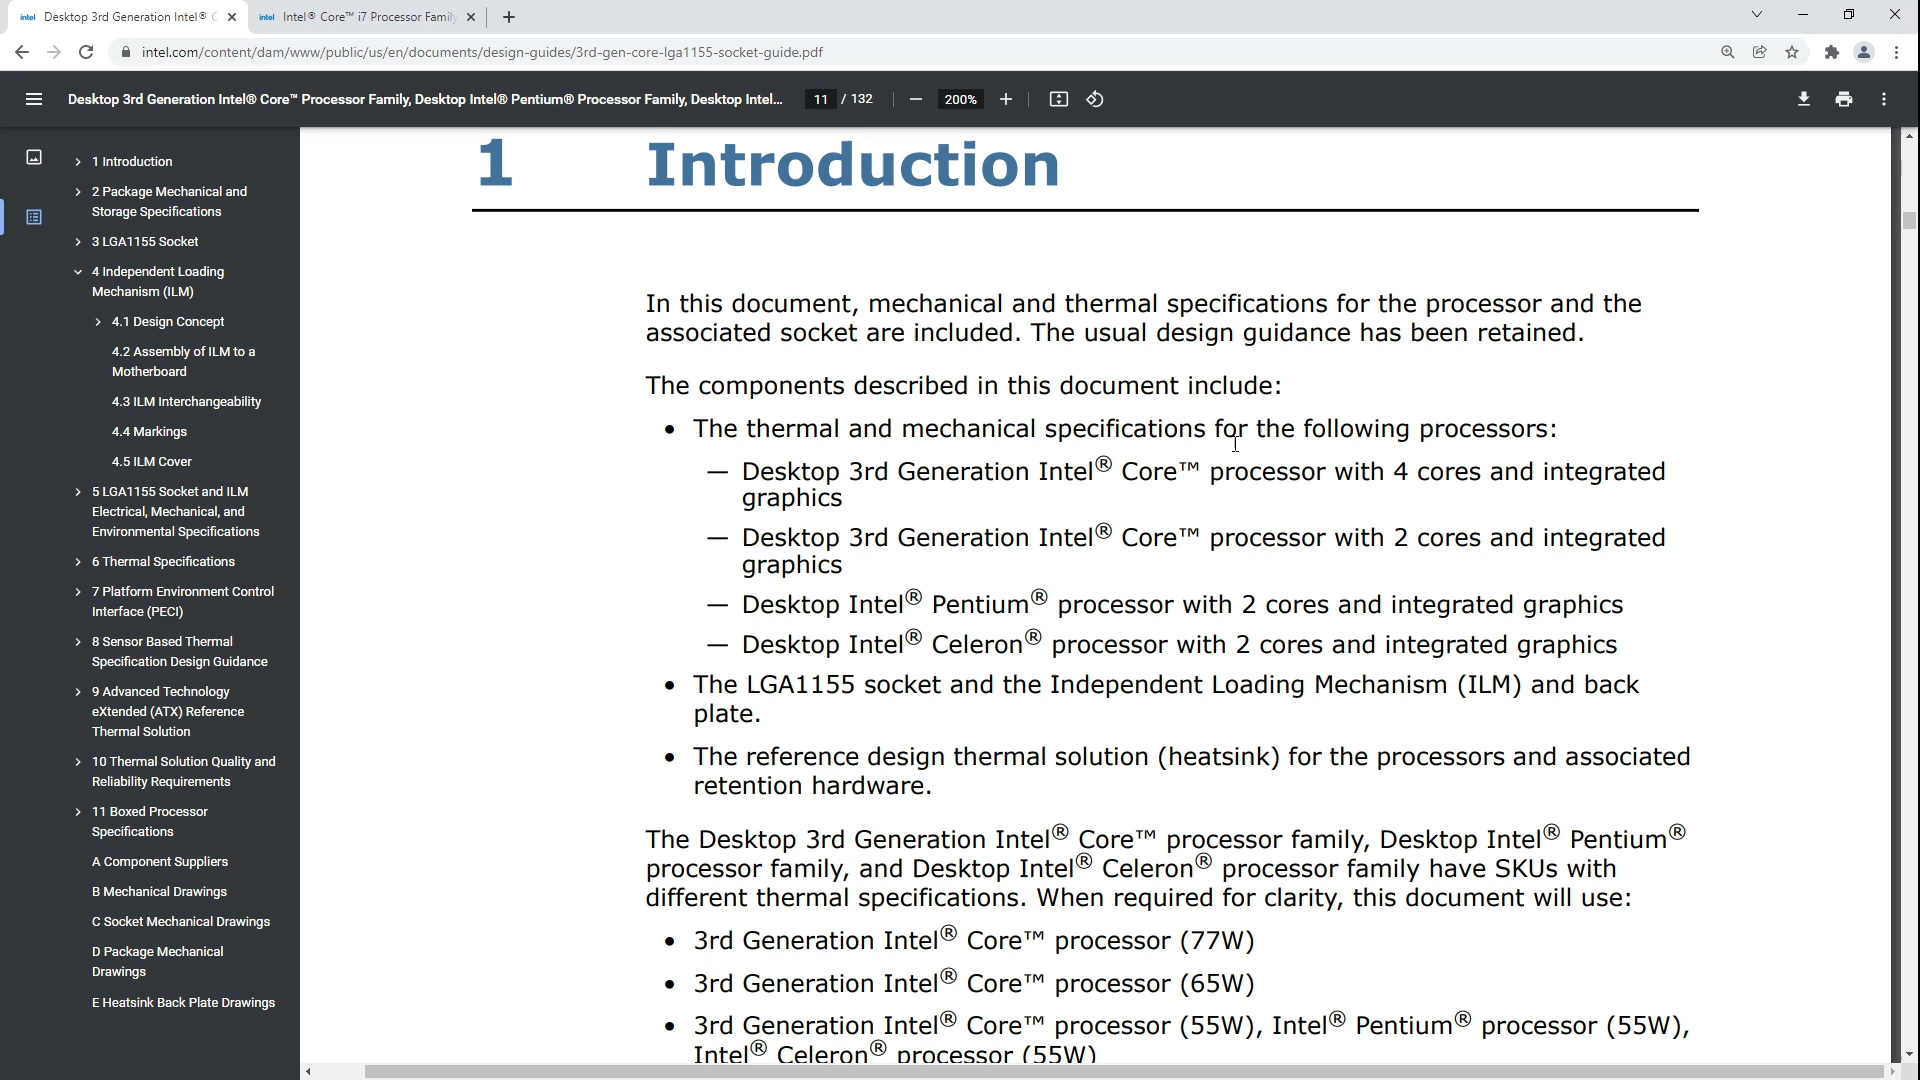 intel Desktop 3rd Generation Intel® C
intel Intel® Core™ i7 Processor Family
intel.com/content/dam/www/public/us/en/documents/design-guides/3rd-gen-core-lga1155-socket-guide.pdf
Desktop 3rd Generation Intel® Core™ Processor Family, Desktop Intel® Pentium® Processor Family, Desktop Intel... 11 / 132 200%
1 Introduction
2 Package Mechanical and
Storage Specifications
3 LGA1155 Socket
4 Independent Loading
Mechanism (ILM)
4.1 Design Concept
4.2 Assembly of ILM to a
Motherboard
4.3 ILM Interchangeability
4.4 Markings
4.5 ILM Cover
5 LGA1155 Socket and ILM
Electrical, Mechanical, and
Environmental Specifications
6 Thermal Specifications
7 Platform Environment Control
Interface (PECI)
8 Sensor Based Thermal
Specification Design Guidance
9 Advanced Technology
eXtended (ATX) Reference
Thermal Solution
10 Thermal Solution Quality and
Reliability Requirements
11 Boxed Processor
Specifications
A Component Suppliers
B Mechanical Drawings
C Socket Mechanical Drawings
D Package Mechanical
Drawings
E Heatsink Back Plate Drawings
1 Introduction
In this document, mechanical and thermal specifications for the processor and the
associated socket are included. The usual design guidance has been retained.
The components described in this document include:
• The thermal and mechanical specifications for the following processors:
— Desktop 3rd Generation Intel® Core™ processor with 4 cores and integrated
graphics
— Desktop 3rd Generation Intel® Core™ processor with 2 cores and integrated
graphics
— Desktop Intel® Pentium® processor with 2 cores and integrated graphics
— Desktop Intel® Celeron® processor with 2 cores and integrated graphics
• The LGA1155 socket and the Independent Loading Mechanism (ILM) and back
plate.
• The reference design thermal solution (heatsink) for the processors and associated
retention hardware.
The Desktop 3rd Generation Intel® Core™ processor family, Desktop Intel® Pentium®
processor family, and Desktop Intel® Celeron® processor family have SKUs with
different thermal specifications. When required for clarity, this document will use:
• 3rd Generation Intel® Core™ processor (77W)
• 3rd Generation Intel® Core™ processor (65W)
• 3rd Generation Intel® Core™ processor (55W), Intel® Pentium® processor (55W),
Intel® Celeron® processor (55W)